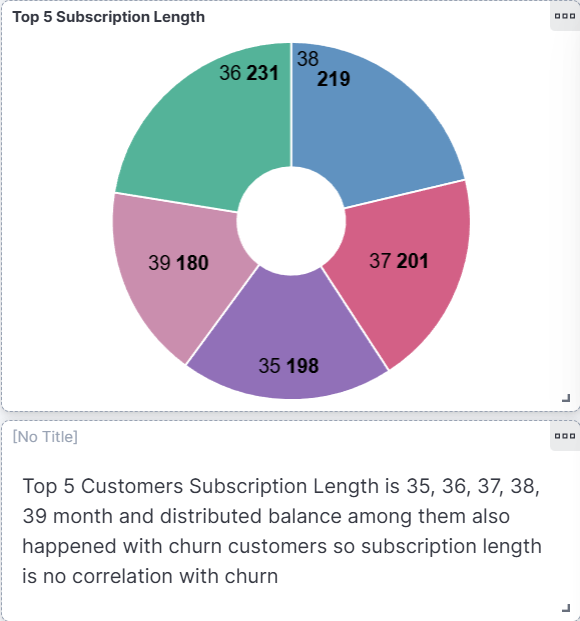 Top 5 Subscription Length
36 231
38
219
39 180
37 201
35 198
[No Title]
Top 5 Customers Subscription Length is 35, 36, 37, 38,
39 month and distributed balance among them also
happened with churn customers so subscription length
is no correlation with churn